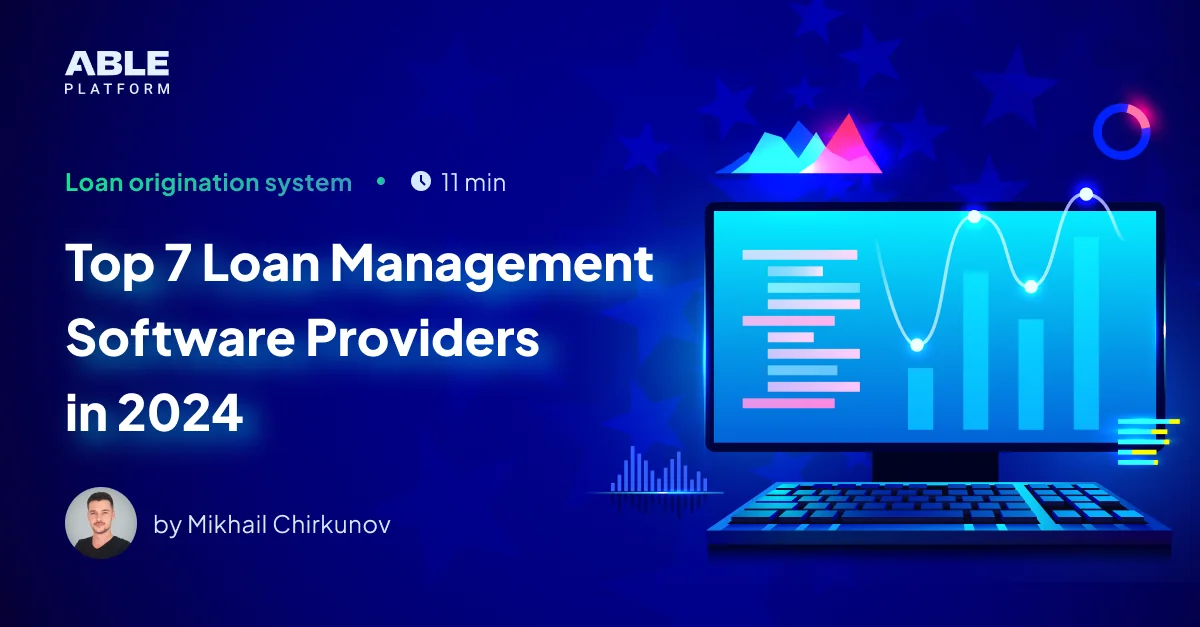 ABLE
PLATFORM
Loan origination system • 11 min
Top 7 Loan Management
Software Providers
in 2024
by Mikhail Chirkunov